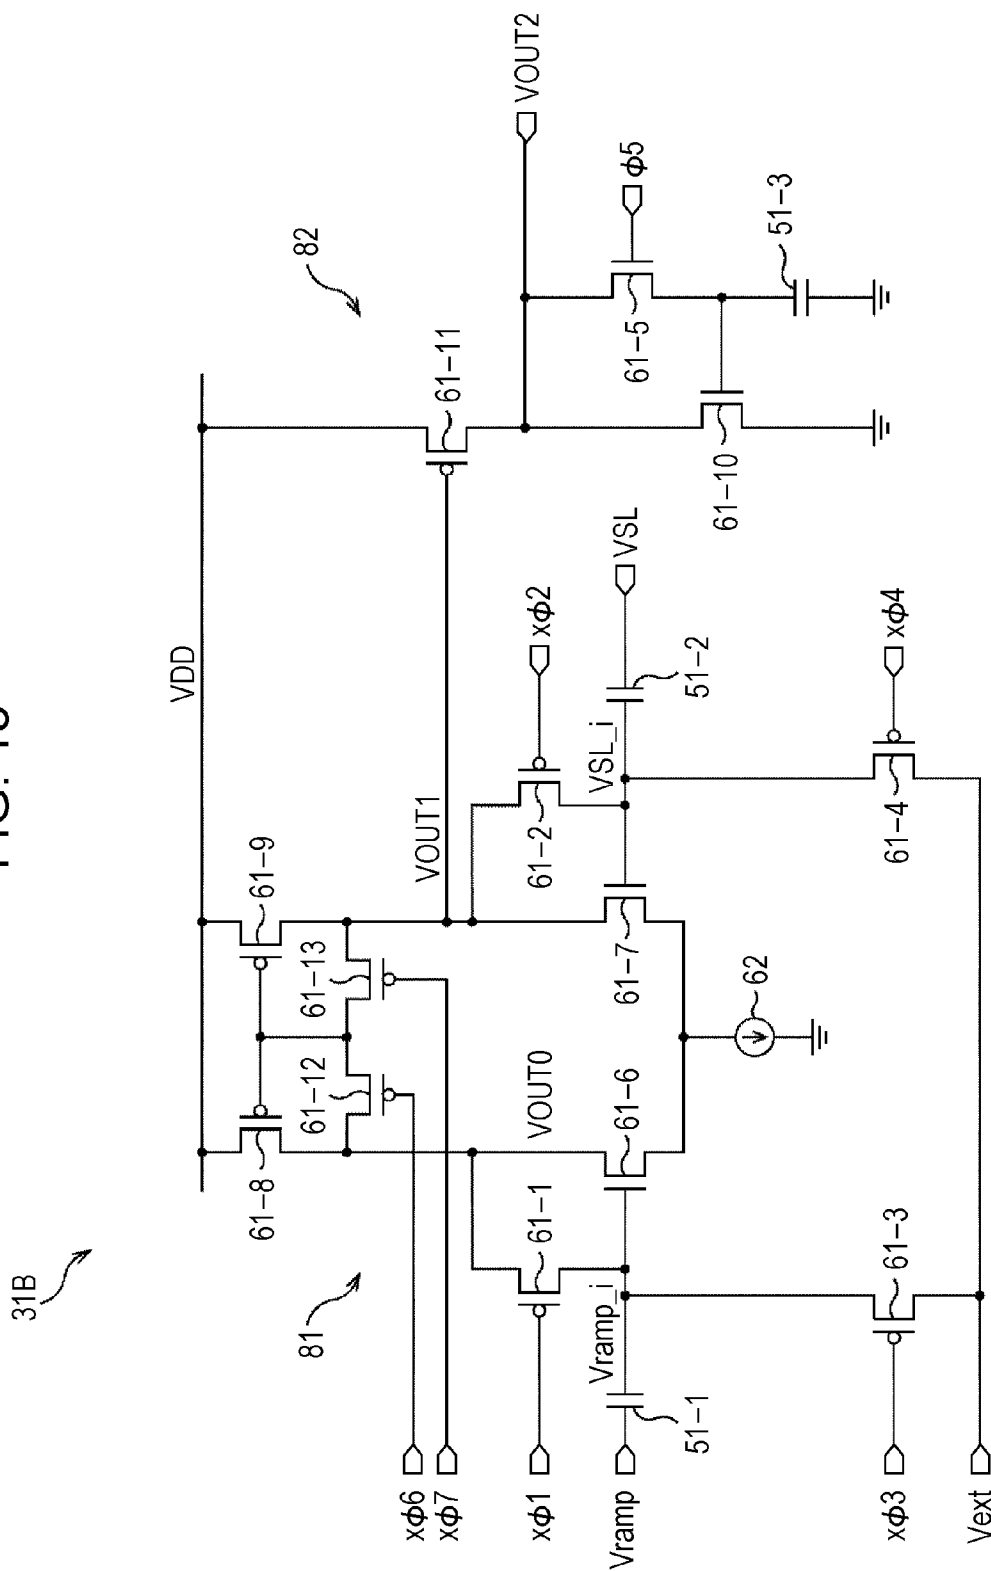 31B
VDD
82
VOUT2
81
61-8
61-9
61-12
61-13
VOUT1
61-11
xϕ6
xϕ7
xϕ1
61-1
VOUT0
61-2
xϕ2
61-5
ϕ5
Vramp
51-1
Vramp_i
61-6
61-7
VSL_i
51-2
VSL
61-10
51-3
62
xϕ3
61-3
61-4
xϕ4
Vext